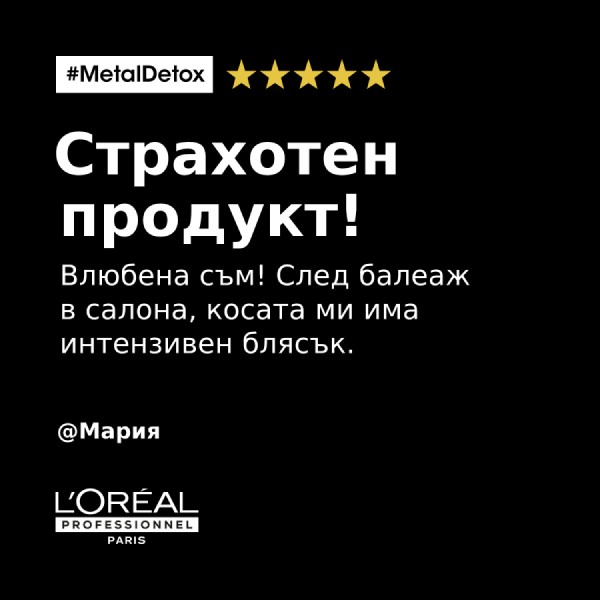 #MetalDetox
Страхотен
продукт!
Влюбена съм! След балеаж
в салона, косата ми има
интензивен блясък.
@Мария
L'ORÉAL
PROFESSIONNEL
PARIS